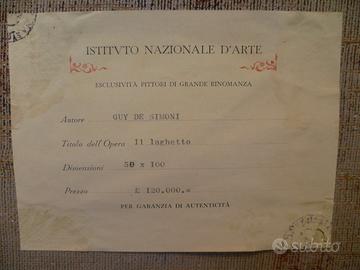 ISTITVTO NAZIONALE D'ARTE
ESCLUSIVITÀ PITTORI DI GRANDE RINOMANZA
Autore GUY DE SIMONI
Titolo dell'Opera Il laghetto
Dimensioni 50 x 100
Prezzo £ 120.000.=
PER GARANZIA DI AUTENTICITÀ
subito.it